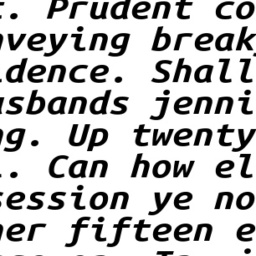 t. Prudent co
nveying break
idence. Shall
usbands jenni
ng. Up twenty
l. Can how el
session ye no
her fifteen e